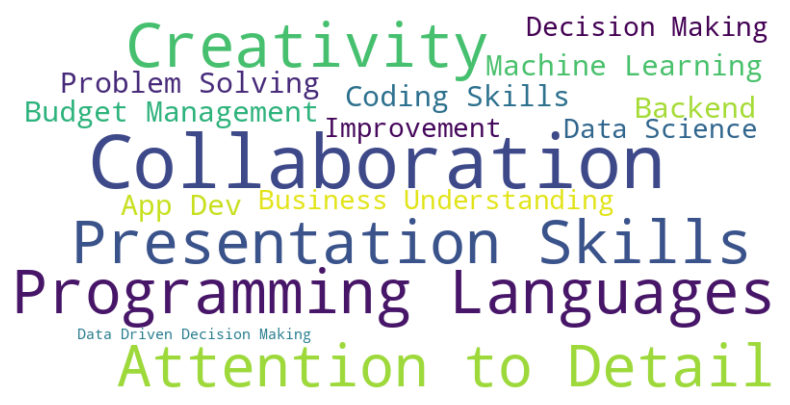 Creativity
Decision Making
Machine Learning
Problem Solving
Coding Skills
Budget Management
Backend
Improvement
Data Science
Collaboration
App Dev
Business Understanding
Presentation Skills
Programming Languages
Data Driven Decision Making
Attention to Detail